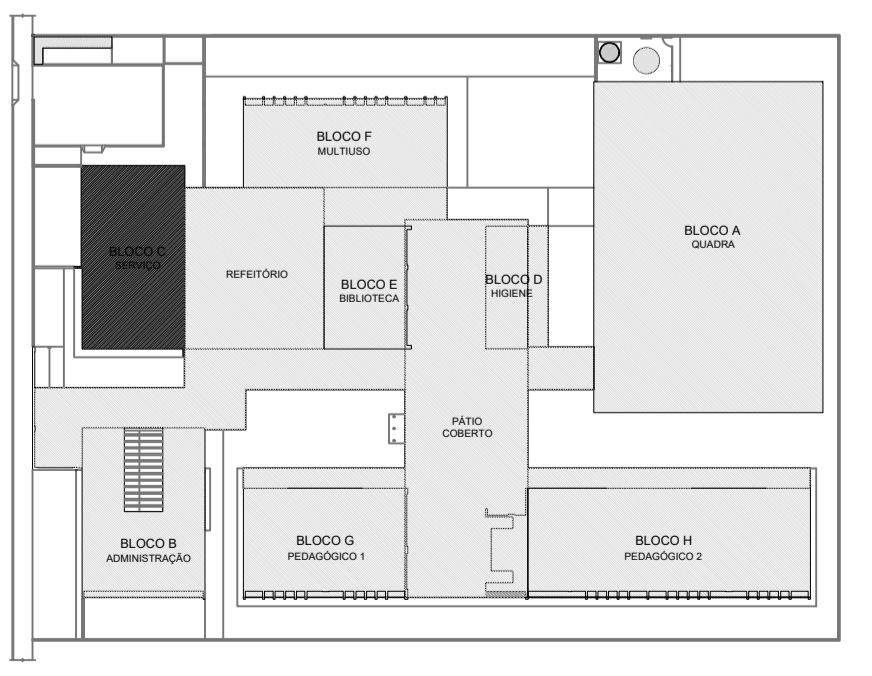 BLOCO F
MULTIUSO
BLOCO A
QUADRA
BLOCO C
SERVIÇO
REFEITÓRIO
BLOCO E
BIBLIOTECA
BLOCO D
HIGIENE
PÁTIO
COBERTO
BLOCO B
ADMINISTRAÇÃO
BLOCO G
PEDAGÓGICO 1
BLOCO H
PEDAGÓGICO 2